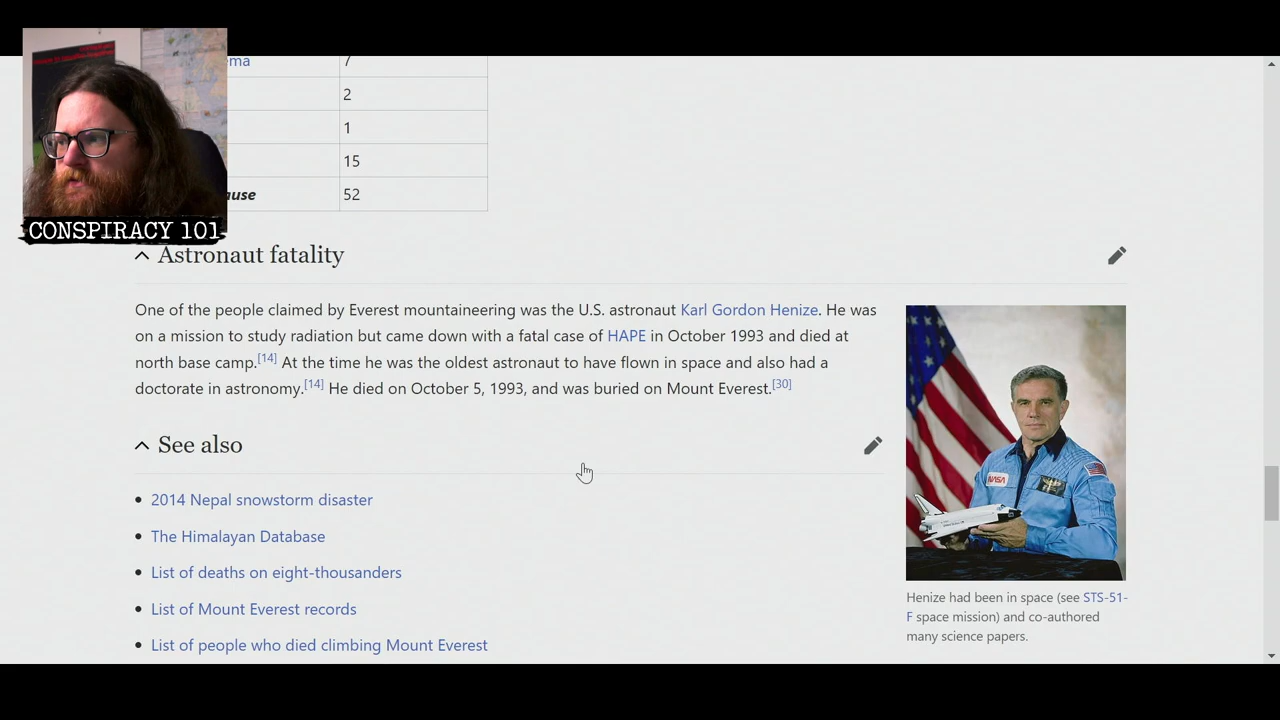 CONSPIRACY 101
ema 7
2
1
15
ause 52
Astronaut fatality
One of the people claimed by Everest mountaineering was the U.S. astronaut Karl Gordon Henize. He was
on a mission to study radiation but came down with a fatal case of HAPE in October 1993 and died at
north base camp.[14] At the time he was the oldest astronaut to have flown in space and also had a
doctorate in astronomy.[14] He died on October 5, 1993, and was buried on Mount Everest.[30]
NASA
Henize had been in space (see STS-51-
F space mission) and co-authored
many science papers.
See also
2014 Nepal snowstorm disaster
The Himalayan Database
List of deaths on eight-thousanders
List of Mount Everest records
List of people who died climbing Mount Everest